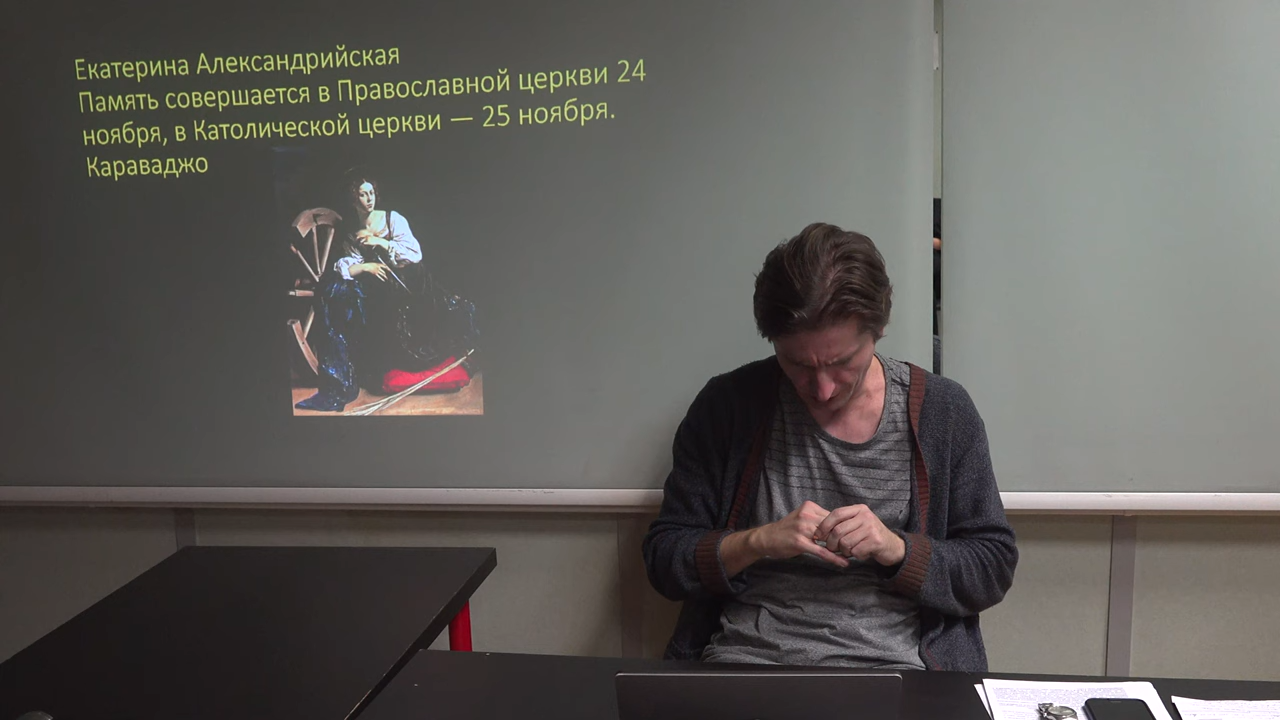 Екатерина Александрийская
Память совершается в Православной церкви 24
ноября, в Католической церкви — 25 ноября.
Караваджо